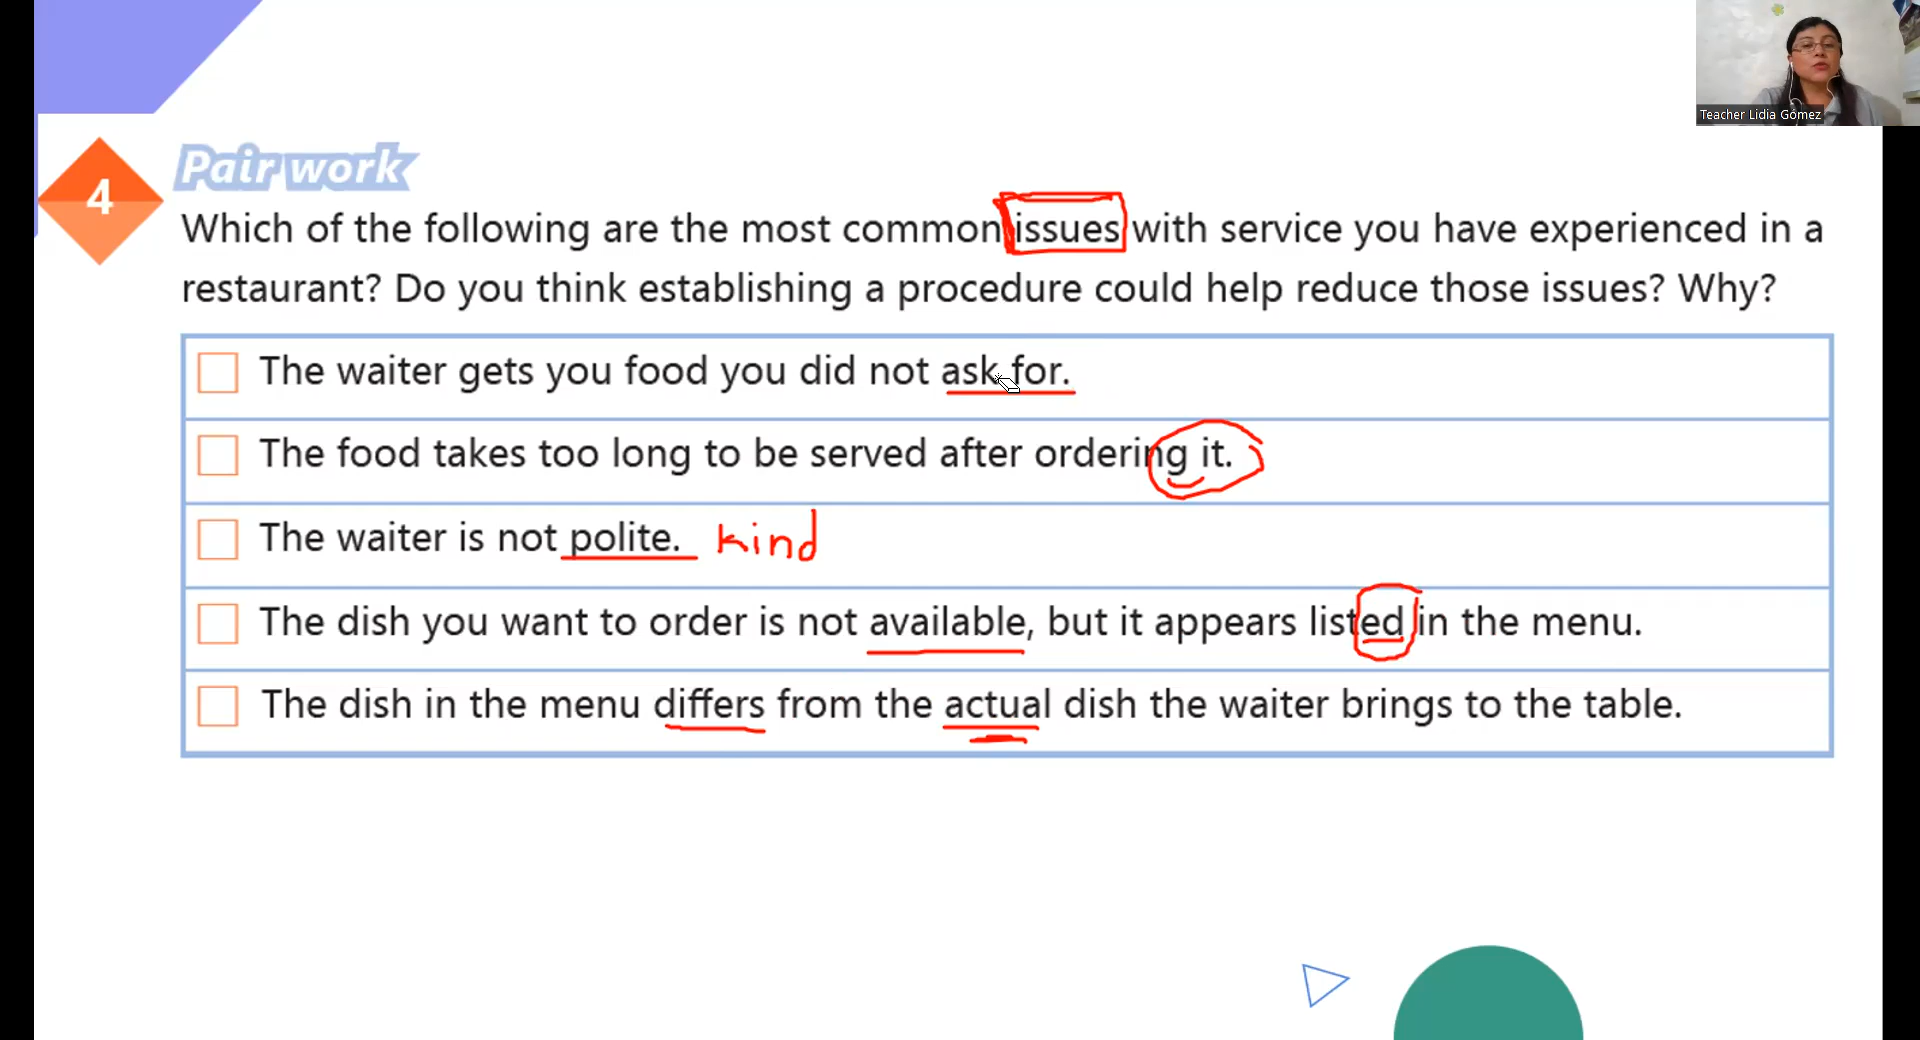 Teacher Lidia Gómez
4
Pair work
Which of the following are the most common issues with service you have experienced in a
restaurant? Do you think establishing a procedure could help reduce those issues? Why?
The waiter gets you food you did not ask for.
The food takes too long to be served after ordering it.
The waiter is not polite. kind
The dish you want to order is not available, but it appears listed in the menu.
The dish in the menu differs from the actual dish the waiter brings to the table.